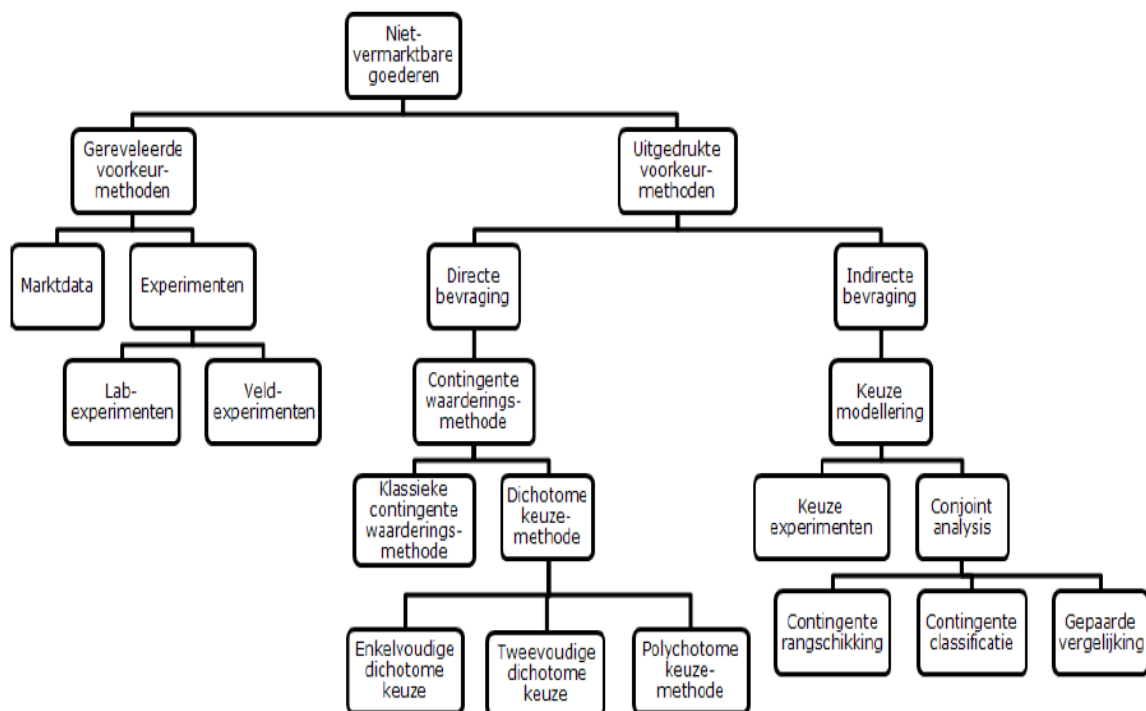 Niet-
vermarktbare
goederen
Gereveleerde
voorkeur-
methoden
Uitgedrukte
voorkeur-
methoden
Marktdata
Experimenten
Directe
bevraging
Indirecte
bevraging
Lab-
experimenten
Veld-
experimenten
Contingente
waarderings-
methode
Keuze
modellering
Klassieke
contingente
waarderings-
methode
Dichotome
keuze-
methode
Keuze
experimenten
Conjoint
analysis
Enkelvoudige
dichotome
keuze
Tweevoudige
dichotome
keuze
Polychotome
keuze-
methode
Contingente
rangschikking
Contingente
classificatie
Gepaarde
vergelijking